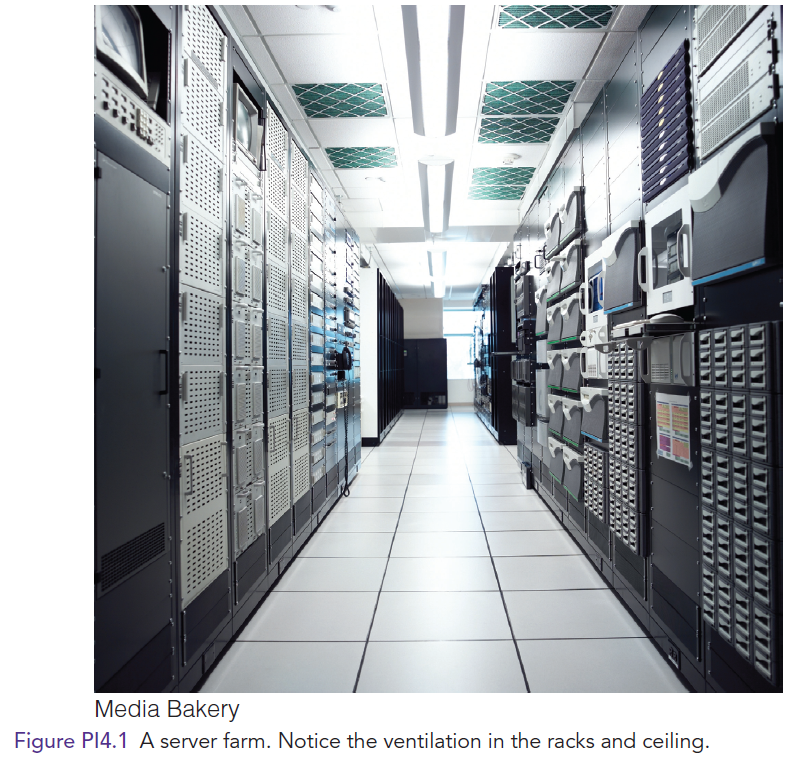 Media Bakery
Figure PI4.1 A server farm. Notice the ventilation in the racks and ceiling.